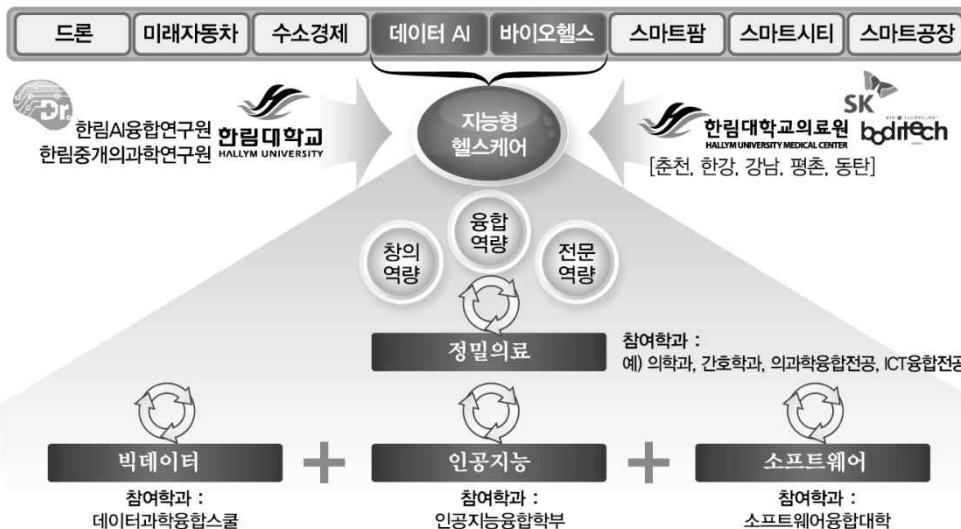 드론 미래자동차 수소경제 데이터 AI 바이오헬스 스마트팜 스마트시티 스마트공장
Dr.
한림AI융합연구원
한림중개의과학연구원
한림대학교
HALLYM UNIVERSITY
지능형
헬스케어
한림대학교의료원
HALLYM UNIVERSITY MEDICAL CENTER
[춘천, 한강, 강남, 평촌, 동탄]
SK
boditech
창의
역량
융합
역량
전문
역량
정밀의료
참여학과 :
예) 의학과, 간호학과, 의과학융합전공, ICT융합전공
빅데이터 + 인공지능 + 소프트웨어
참여학과 :
데이터과학융합스쿨
참여학과 :
인공지능융합학부
참여학과 :
소프트웨어융합대학